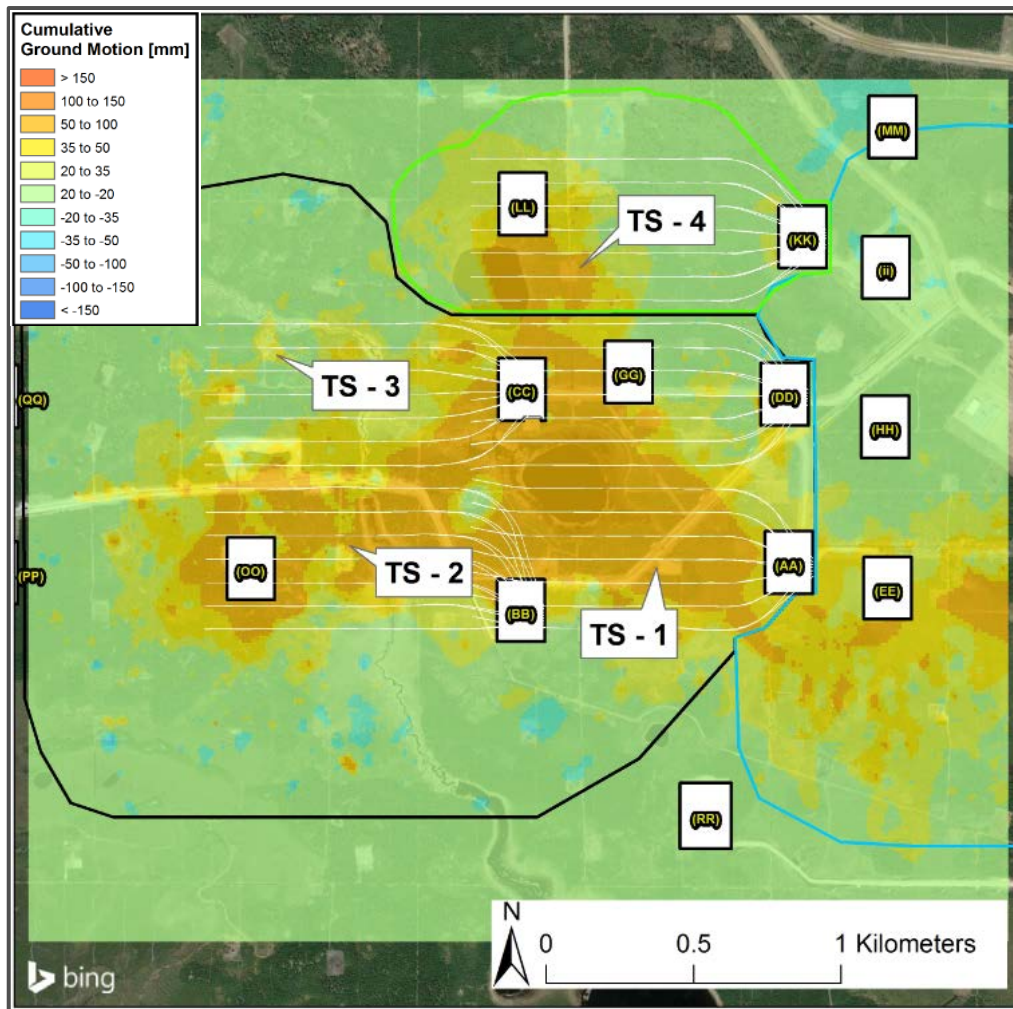 Cumulative
Ground Motion [mm]
> 150
100 to 150
50 to 100
35 to 50
20 to 35
20 to -20
-20 to -35
-35 to -50
-50 to -100
-100 to -150
< -150
(MM)
(LL)
TS - 4
(KK)
(ii)
TS - 3
(CC)
(GG)
(DD)
(QQ)
(HH)
(OO)
TS - 2
(AA)
(PP)
(BB)
TS - 1
(EE)
(RR)
N
0 0.5 1 Kilometers
bing